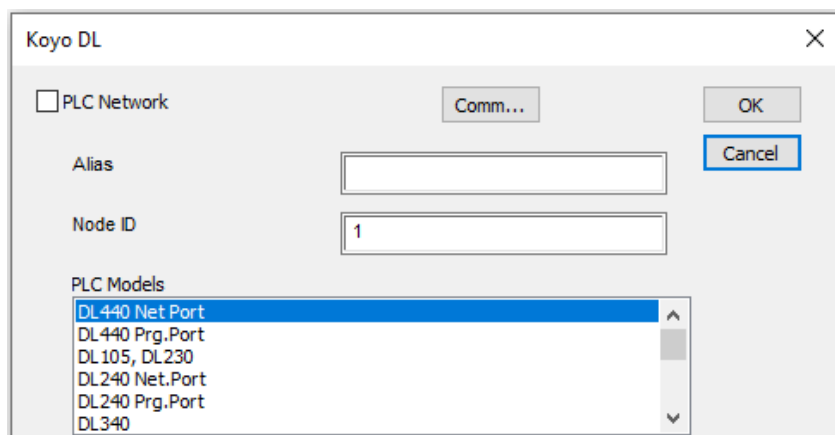 Koyo DL
PLC Network
Comm...
OK
Cancel
Alias
Node ID
1
PLC Models
DL440 Net Port
DL440 Prg.Port
DL105, DL230
DL240 Net.Port
DL240 Prg.Port
DL340